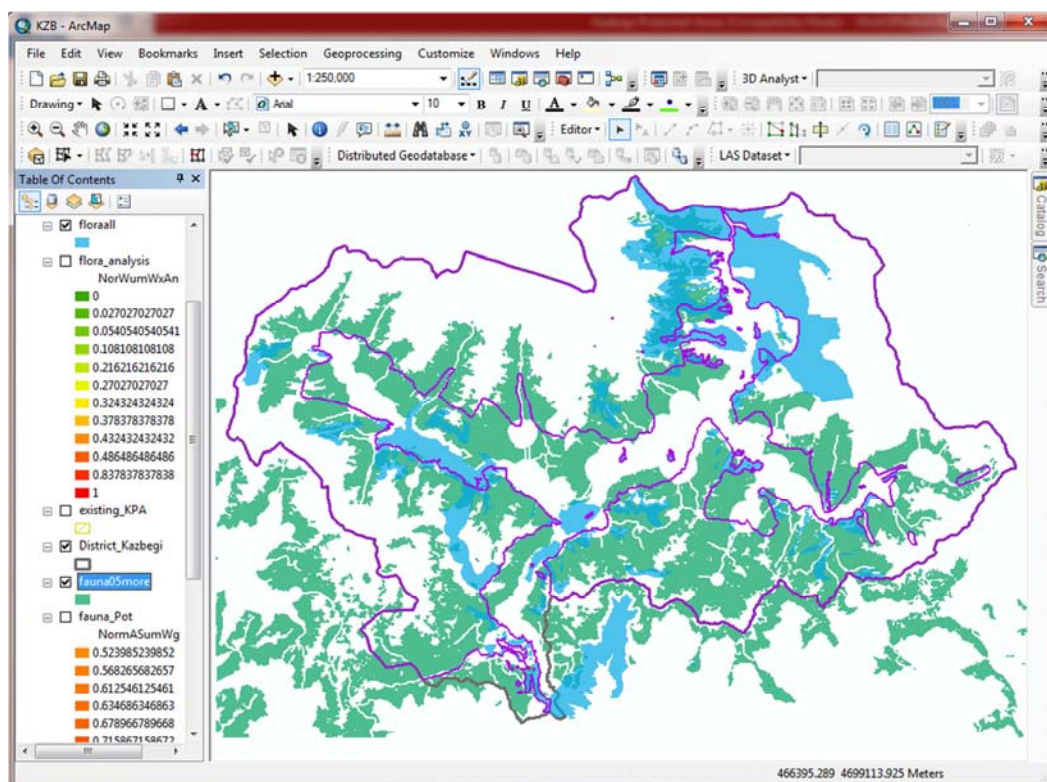 KZB - ArcMap
File Edit View Bookmarks Insert Selection Geoprocessing Customize Windows Help
1:250,000 3D Analyst
Drawing Arial 10 B I U A
Editor
Distributed Geodatabase LAS Dataset
Table Of Contents
floraall
flora_analysis
NorWumWxAn
0
0.027027027027
0.0540540540541
0.108108108108
0.216216216216
0.27027027027
0.324324324324
0.378378378378
0.432432432432
0.486486486486
0.837837837838
1
existing_KPA
District_Kazbegi
fauna05more
fauna_Pot
NormASumWg
0.523985239852
0.568265682657
0.612546125461
0.634686346863
0.678966789668
0.715867158672
Catalog
Search
466395.289 4699113.925 Meters